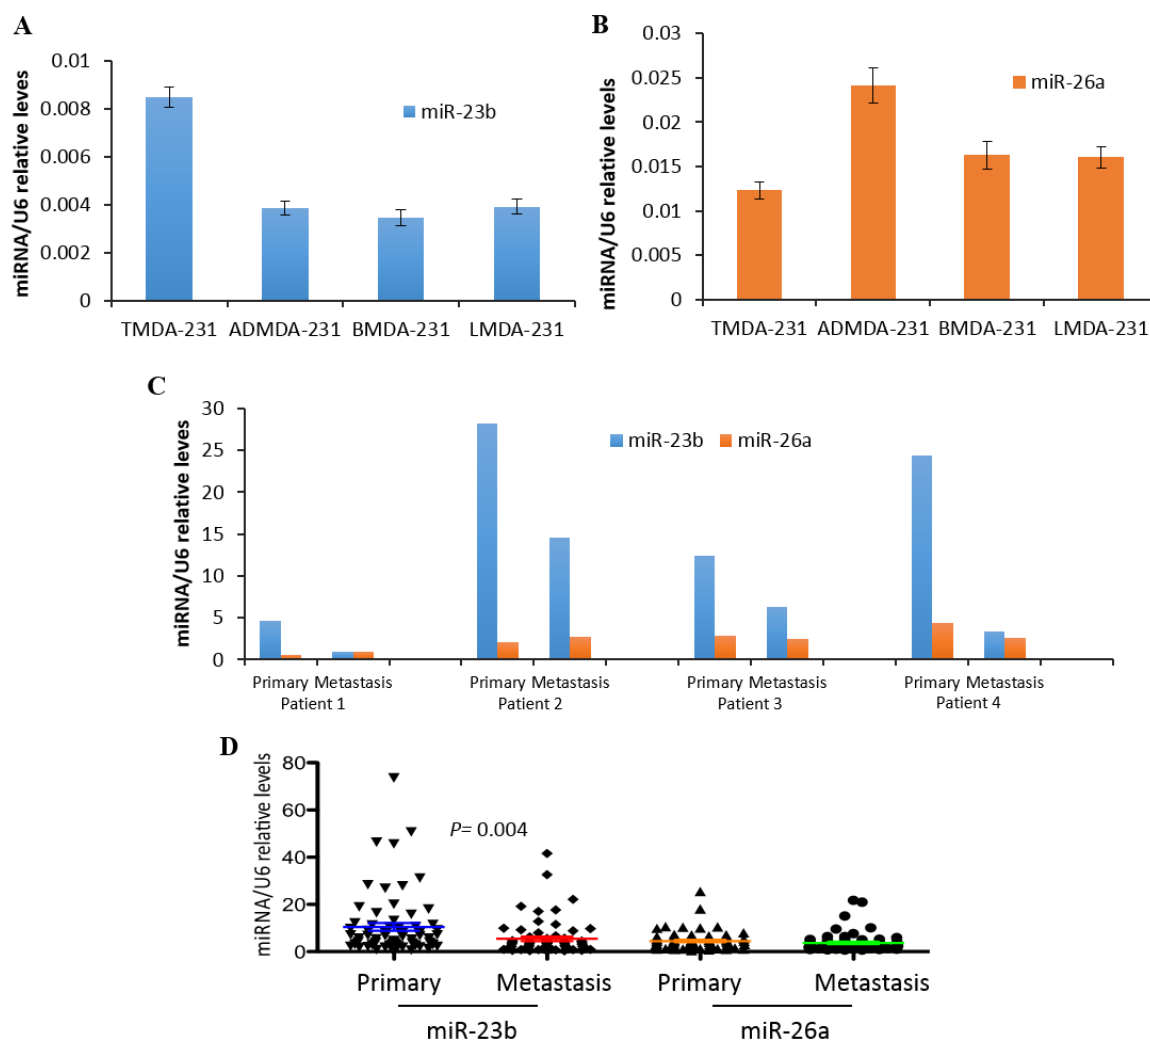 A
miRNA/U6 relative leves
0.01
0.008
0.006
0.004
0.002
0
miR-23b
TMDA-231 ADMDA-231 BMDA-231 LMDA-231
B
miRNA/U6 relative levels
0.03
0.025
0.02
0.015
0.01
0.005
0
miR-26a
TMDA-231 ADMDA-231 BMDA-231 LMDA-231
C
miRNA/U6 relative leves
30
25
20
15
10
5
0
miR-23b miR-26a
Primary Metastasis Primary Metastasis Primary Metastasis Primary Metastasis
Patient 1 Patient 2 Patient 3 Patient 4
D
miRNA/U6 relative levels
80
60
40
20
0
P= 0.004
Primary Metastasis Primary Metastasis
miR-23b miR-26a